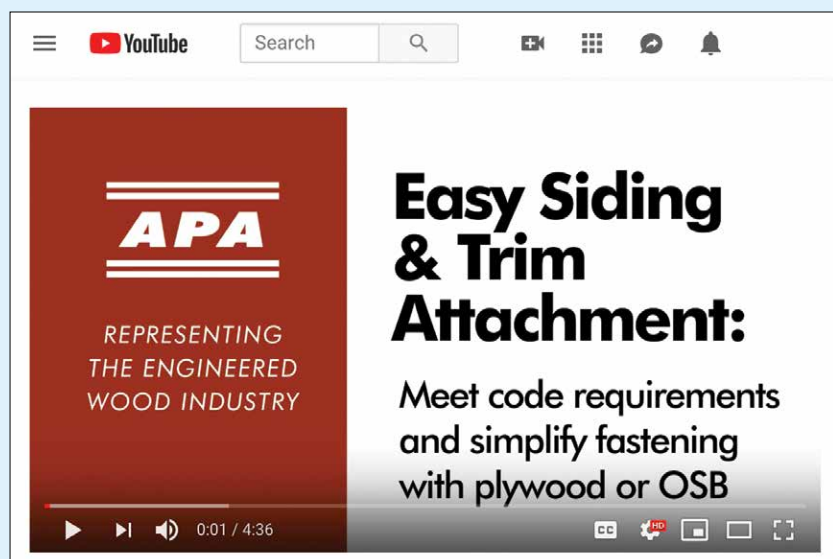 YouTube
Search
APA
REPRESENTING
THE ENGINEERED
WOOD INDUSTRY
Easy Siding
& Trim
Attachment:
Meet code requirements
and simplify fastening
with plywood or OSB
0:01 / 4:36
CC
HD